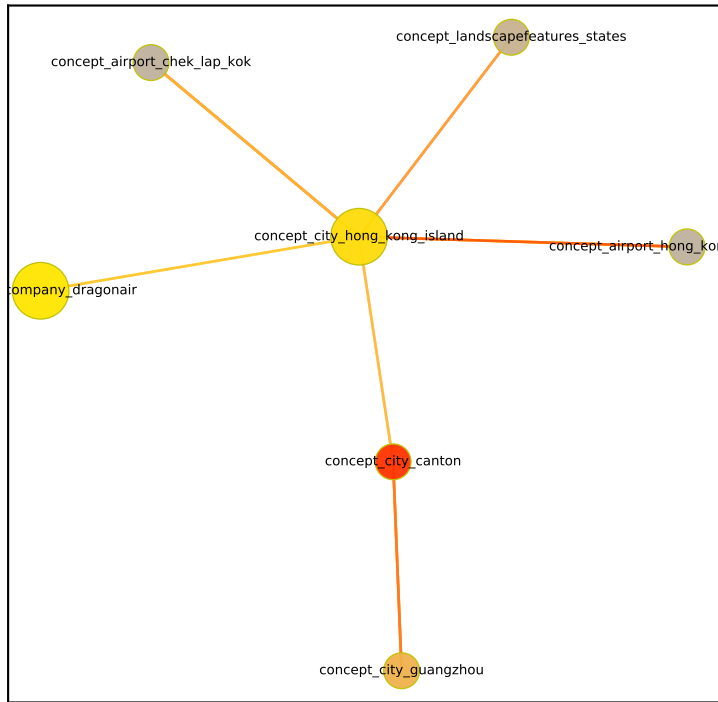 concept_landscapefeatures_states
concept_airport_chek_lap_kok
concept_city_hong_kong_island
concept_airport_hong_kon
company_dragonair
concept_city_canton
concept_city_guangzhou